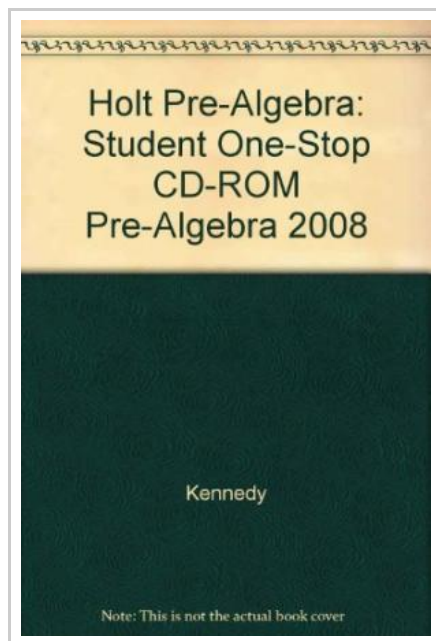 Holt Pre-Algebra:
Student One-Stop
CD-ROM
Pre-Algebra 2008
Kennedy
Note: This is not the actual book cover